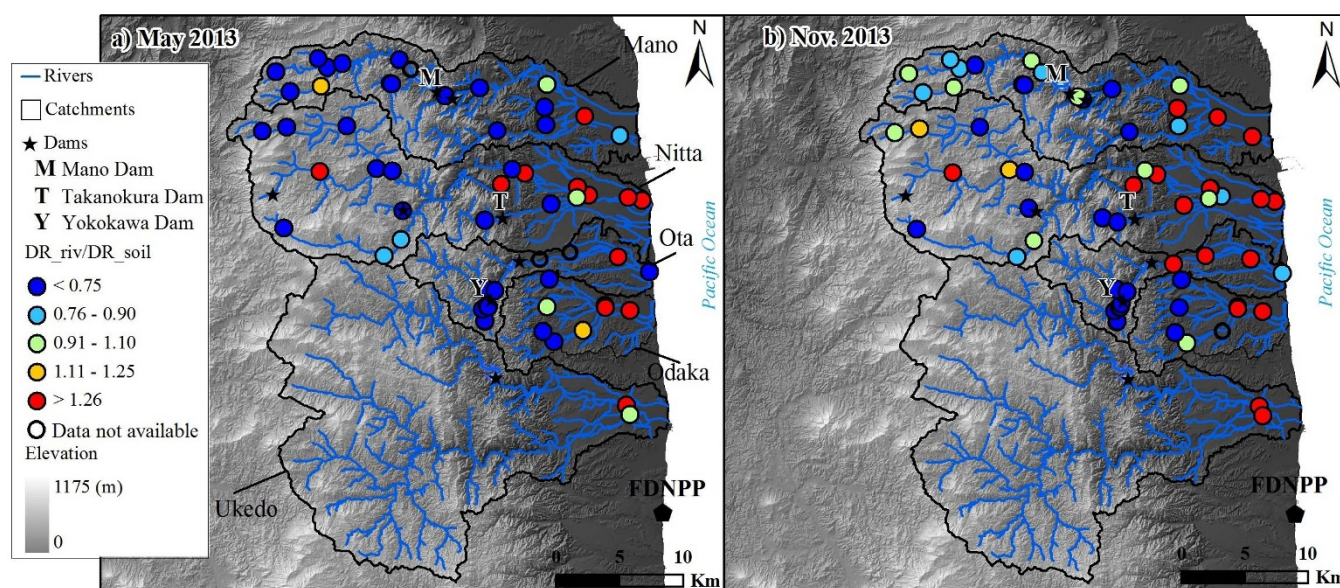 a) May 2013
Mano
N
b) Nov. 2013
N
Rivers
Catchments
Dams
M Mano Dam
T Takanokura Dam
Y Yokokawa Dam
DR_riv/DR_soil
< 0.75
0.76 - 0.90
0.91 - 1.10
1.11 - 1.25
> 1.26
Data not available
Elevation
1175 (m)
0
M
Nitta
T
Ota
Pacific Ocean
Y
Odaka
Ukedo
FDNPP
0 5 10
Km
M
T
Pacific Ocean
Y
FDNPP
0 5 10
Km